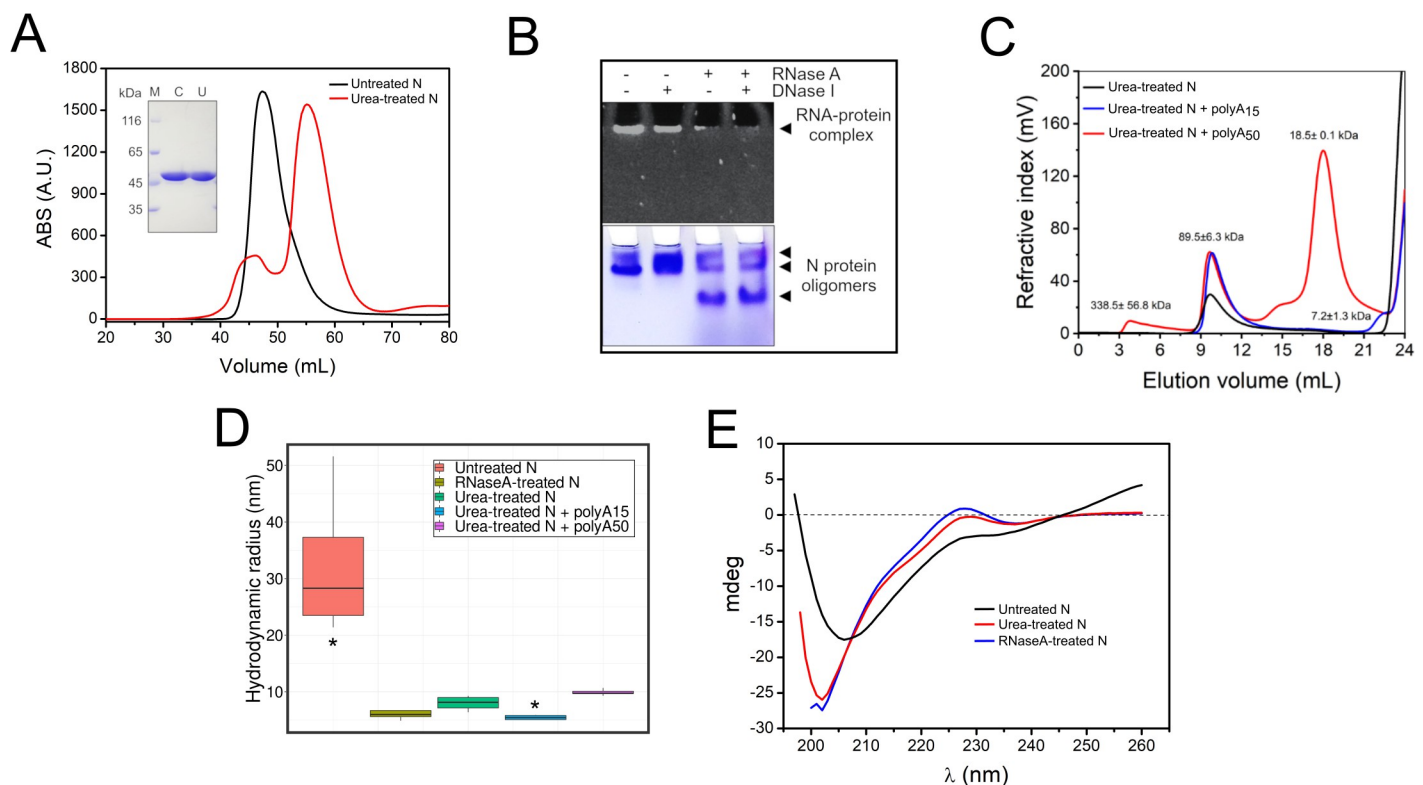 A
1800
1500
1200
900
600
300
0
ABS (A.U.)
20 30 40 50 60 70 80
Volume (mL)
Untreated N
Urea-treated N
kDa M C U
116
65
45
35
B
- - + + RNase A
- + - + DNase I
RNA-protein
complex
N protein
oligomers
C
200
160
120
80
40
0
Refractive index (mV)
0 3 6 9 12 15 18 21 24
Elution volume (mL)
Urea-treated N
Urea-treated N + polyA15
Urea-treated N + polyA50
18.5± 0.1 kDa
89.5±6.3 kDa
338.5± 56.8 kDa
7.2±1.3 kDa
D
50
40
30
20
10
Hydrodynamic radius (nm)
Untreated N
RNaseA-treated N
Urea-treated N
Urea-treated N + polyA15
Urea-treated N + polyA50
*
*
E
10
5
0
-5
-10
-15
-20
-25
-30
mdeg
200 210 220 230 240 250 260
λ (nm)
Untreated N
Urea-treated N
RNaseA-treated N